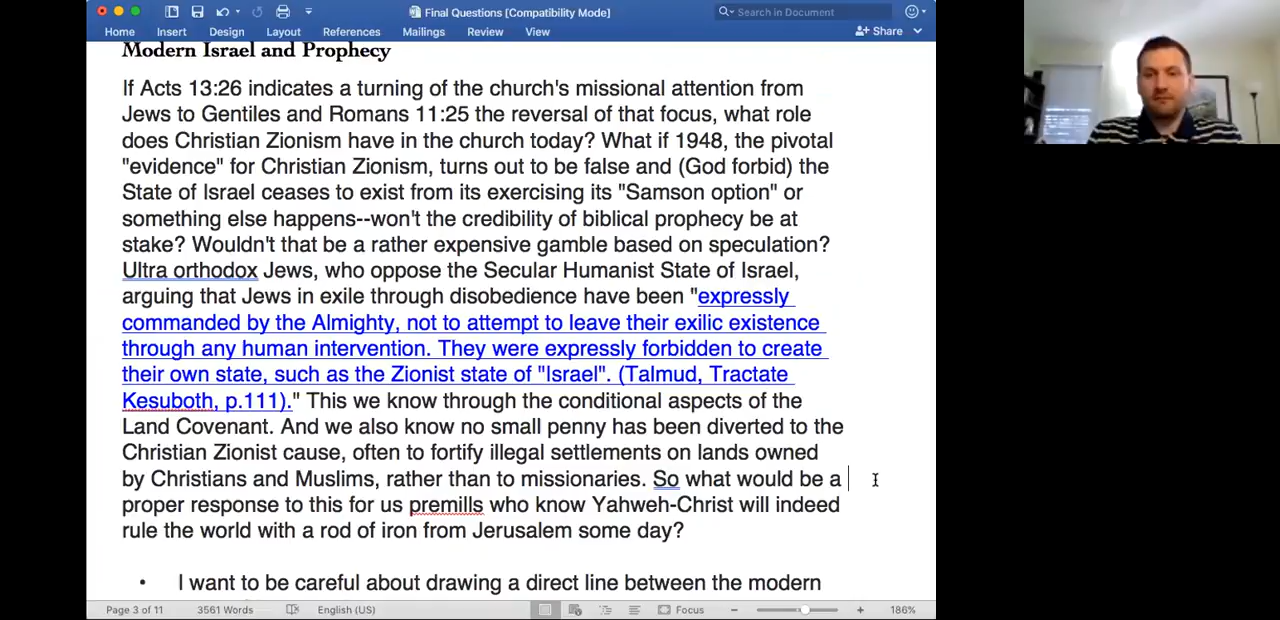 Final Questions [Compatibility Mode]
Search in Document
Home Insert Design Layout References Mailings Review View Share
Modern Israel and Prophecy
If Acts 13:26 indicates a turning of the church's missional attention from
Jews to Gentiles and Romans 11:25 the reversal of that focus, what role
does Christian Zionism have in the church today? What if 1948, the pivotal
"evidence" for Christian Zionism, turns out to be false and (God forbid) the
State of Israel ceases to exist from its exercising its "Samson option" or
something else happens--won't the credibility of biblical prophecy be at
stake? Wouldn't that be a rather expensive gamble based on speculation?
Ultra orthodox Jews, who oppose the Secular Humanist State of Israel,
arguing that Jews in exile through disobedience have been "expressly
commanded by the Almighty, not to attempt to leave their exilic existence
through any human intervention. They were expressly forbidden to create
their own state, such as the Zionist state of "Israel". (Talmud, Tractate
Kesuboth, p.111)." This we know through the conditional aspects of the
Land Covenant. And we also know no small penny has been diverted to the
Christian Zionist cause, often to fortify illegal settlements on lands owned
by Christians and Muslims, rather than to missionaries. So what would be a
proper response to this for us premills who know Yahweh-Christ will indeed
rule the world with a rod of iron from Jerusalem some day?
• I want to be careful about drawing a direct line between the modern
Page 3 of 11 3561 Words English (US) Focus 186%